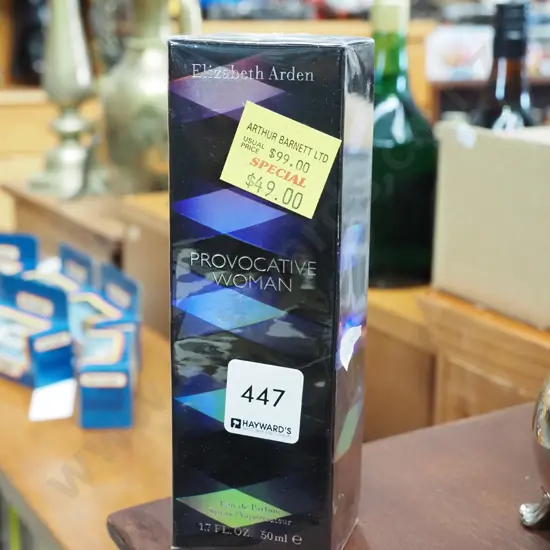 Elizabeth Arden
ARTHUR BARNETT LTD
USUAL PRICE $99.00
SPECIAL
$49.00
PROVOCATIVE
WOMAN
447
HAYWARD'S
Eau de Parfum
1.7 FL.OZ. 50ml e